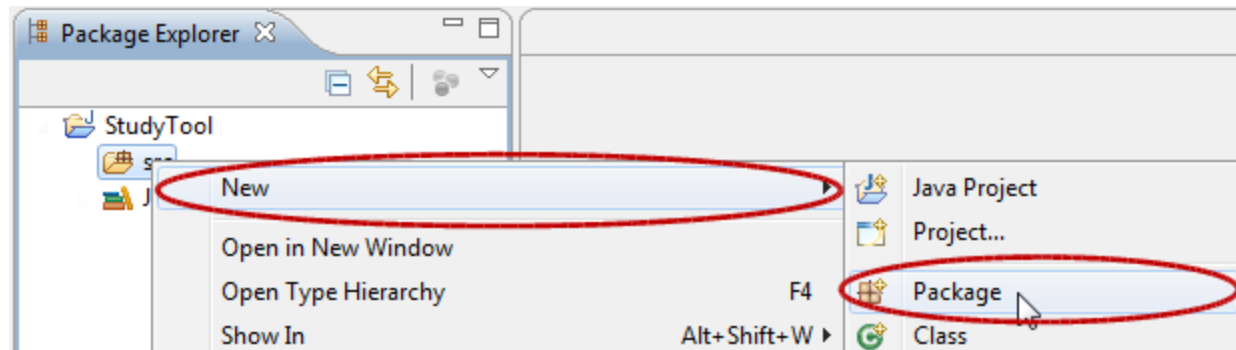 Package Explorer
StudyTool
New
Java Project
Project...
Open in New Window
Open Type Hierarchy F4
Package
Show In Alt+Shift+W
Class